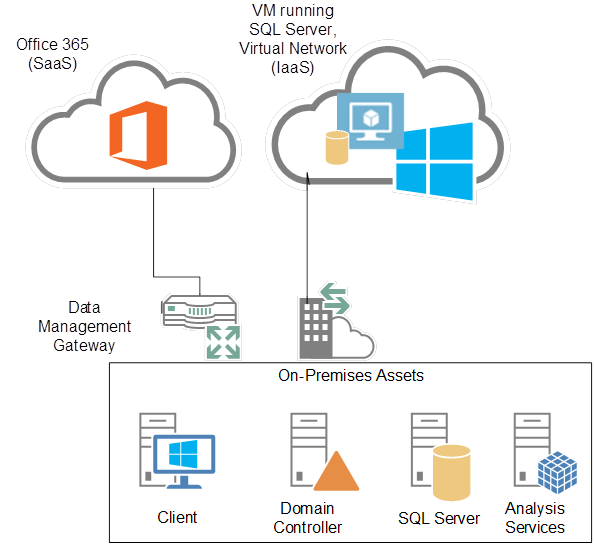 Office 365
(SaaS)
VM running
SQL Server,
Virtual Network
(IaaS)
Data
Management
Gateway
On-Premises Assets
Client
Domain
Controller
SQL Server
Analysis
Services